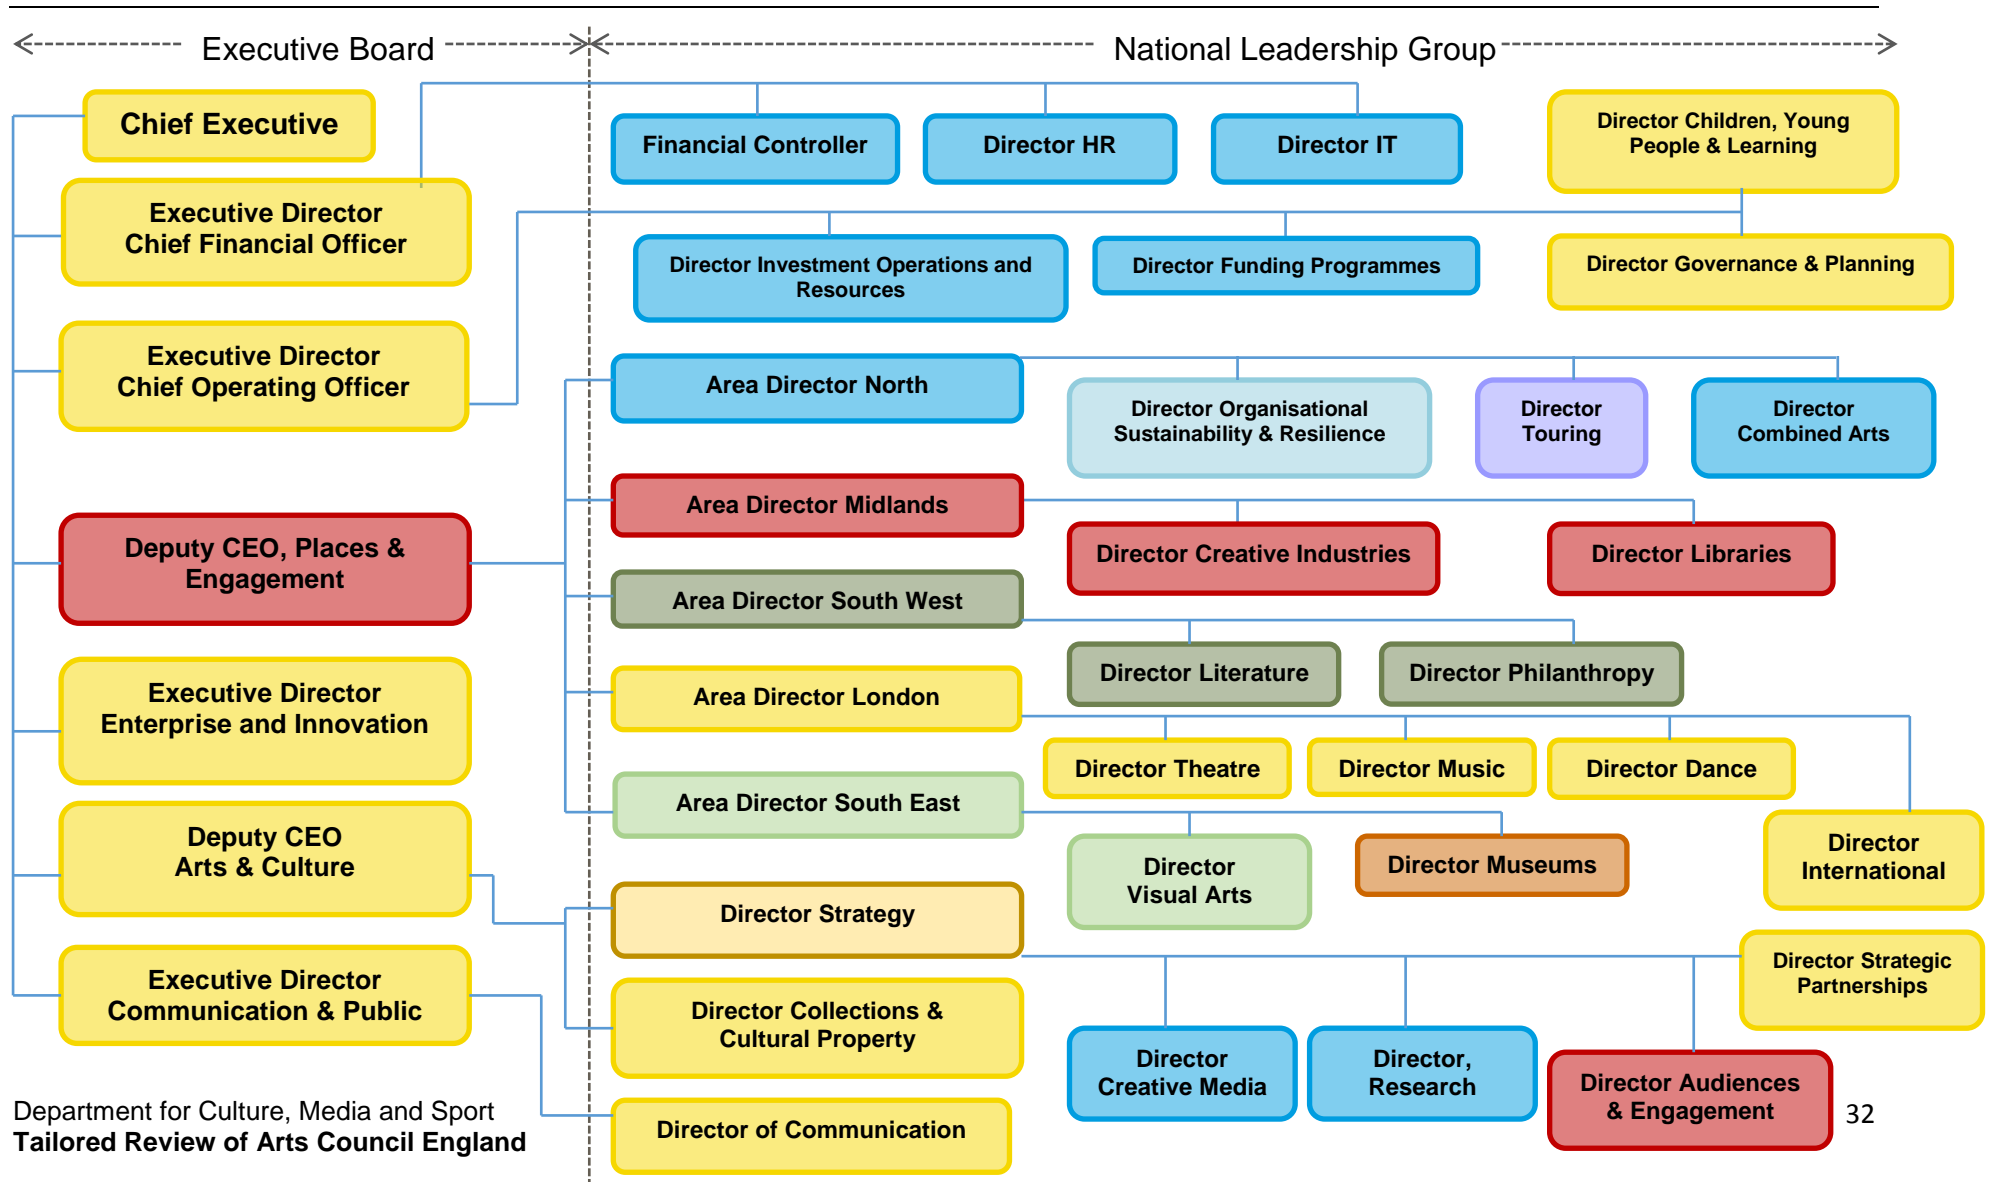 Executive Board
National Leadership Group
Chief Executive
Financial Controller
Director HR
Director IT
Director Children, Young
People & Learning
Executive Director
Chief Financial Officer
Director Investment Operations and
Resources
Director Funding Programmes
Director Governance & Planning
Executive Director
Chief Operating Officer
Area Director North
Director Organisational
Sustainability & Resilience
Director
Touring
Director
Combined Arts
Deputy CEO, Places &
Engagement
Area Director Midlands
Director Creative Industries
Director Libraries
Area Director South West
Director Literature
Director Philanthropy
Executive Director
Enterprise and Innovation
Area Director London
Director Theatre
Director Music
Director Dance
Director
International
Area Director South East
Director
Visual Arts
Director Museums
Deputy CEO
Arts & Culture
Director Strategy
Director Strategic
Partnerships
Executive Director
Communication & Public
Director Collections &
Cultural Property
Director
Creative Media
Director,
Research
Director Audiences
& Engagement
Director of Communication
Department for Culture, Media and Sport
Tailored Review of Arts Council England
32